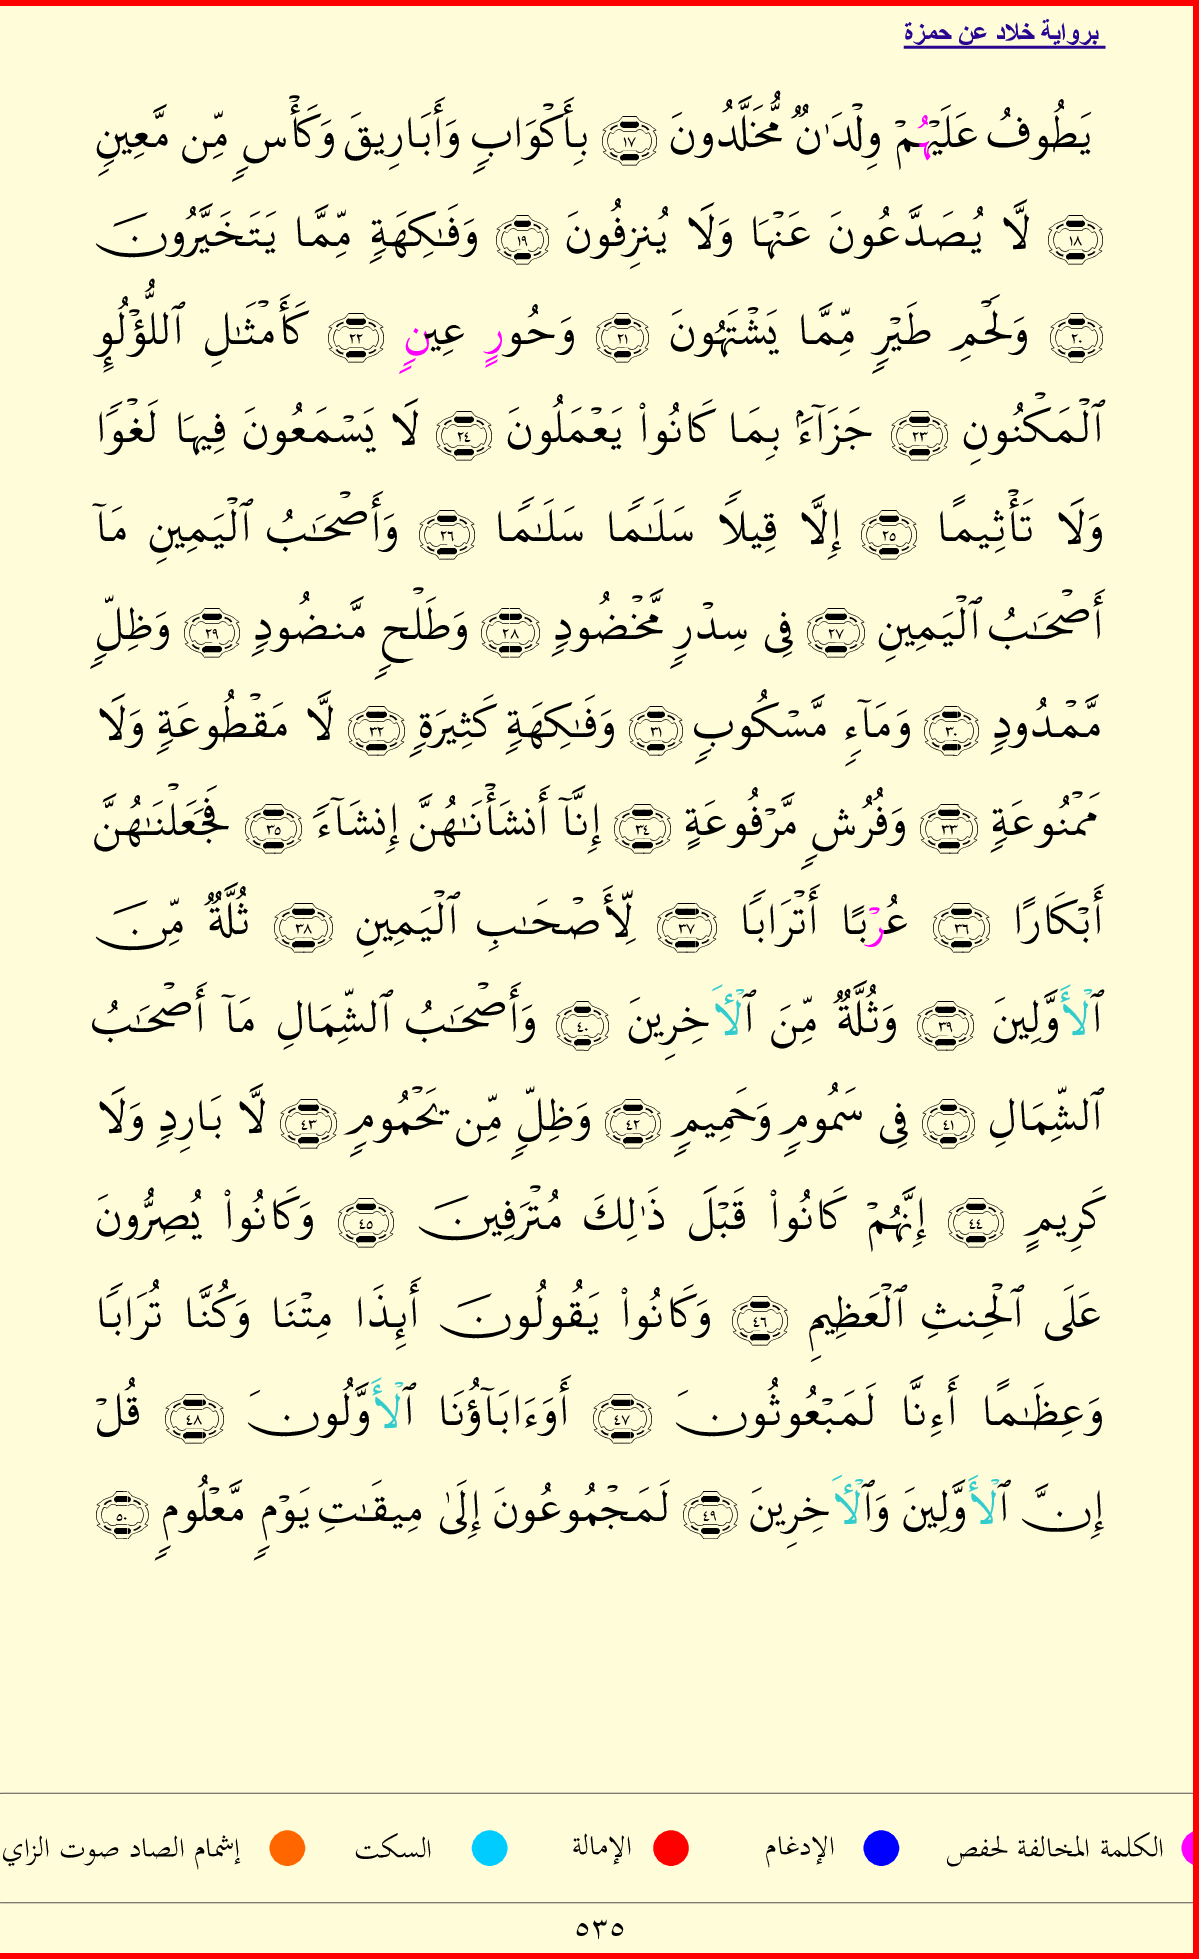 برواية خلاد عن حمزة
يَطُوفُ عَلَيْهُمْ وِلْدَٰنٌ مُّخَلَّدُونَ ١٧ بِأَكْوَابٍ وَأَبَارِيقَ وَكَأْسٍ مِّن مَّعِينٍ
١٨ لَّا يُصَدَّعُونَ عَنْهَا وَلَا يُنزِفُونَ ١٩ وَفَٰكِهَةٍ مِّمَّا يَتَخَيَّرُونَ
٢٠ وَلَحْمِ طَيْرٍ مِّمَّا يَشْتَهُونَ ٢١ وَحُورٍ عِينٍ ٢٢ كَأَمْثَٰلِ ٱللُّؤْلُوِٕ
ٱلْمَكْنُونِ ٢٣ جَزَآءَۢ بِمَا كَانُوا۟ يَعْمَلُونَ ٢٤ لَا يَسْمَعُونَ فِيهَا لَغْوًا
وَلَا تَأْثِيمًا ٢٥ إِلَّا قِيلًا سَلَٰمًا سَلَٰمًا ٢٦ وَأَصْحَٰبُ ٱلْيَمِينِ مَآ
أَصْحَٰبُ ٱلْيَمِينِ ٢٧ فِى سِدْرٍ مَّخْضُودٍ ٢٨ وَطَلْحٍ مَّنضُودٍ ٢٩ وَظِلٍّ
مَّمْدُودٍ ٣٠ وَمَآءٍ مَّسْكُوبٍ ٣١ وَفَٰكِهَةٍ كَثِيرَةٍ ٣٢ لَّا مَقْطُوعَةٍ وَلَا
مَمْنُوعَةٍ ٣٣ وَفُرُشٍ مَّرْفُوعَةٍ ٣٤ إِنَّآ أَنشَأْنَٰهُنَّ إِنشَآءً ٣٥ فَجَعَلْنَٰهُنَّ
أَبْكَارًا ٣٦ عُرْبًا أَتْرَابًا ٣٧ لِّأَصْحَٰبِ ٱلْيَمِينِ ٣٨ ثُلَّةٌ مِّنَ
ٱلْأَوَّلِينَ ٣٩ وَثُلَّةٌ مِّنَ ٱلْأَخِرِينَ ٤٠ وَأَصْحَٰبُ ٱلشِّمَالِ مَآ أَصْحَٰبُ
ٱلشِّمَالِ ٤١ فِى سَمُومٍ وَحَمِيمٍ ٤٢ وَظِلٍّ مِّن يَحْمُومٍ ٤٣ لَّا بَارِدٍ وَلَا
كَرِيمٍ ٤٤ إِنَّهُمْ كَانُوا۟ قَبْلَ ذَٰلِكَ مُتْرَفِينَ ٤٥ وَكَانُوا۟ يُصِرُّونَ
عَلَى ٱلْحِنثِ ٱلْعَظِيمِ ٤٦ وَكَانُوا۟ يَقُولُونَ أَئِذَا مِتْنَا وَكُنَّا تُرَابًا
وَعِظَٰمًا أَءِنَّا لَمَبْعُوثُونَ ٤٧ أَوَءَابَآؤُنَا ٱلْأَوَّلُونَ ٤٨ قُلْ
إِنَّ ٱلْأَوَّلِينَ وَٱلْأَخِرِينَ ٤٩ لَمَجْمُوعُونَ إِلَىٰ مِيقَٰتِ يَوْمٍ مَّعْلُومٍ ٥٠
الكلمة المخالفة لحفص الإدغام الإمالة السكت إشمام الصاد صوت الزاي
٥٣٥